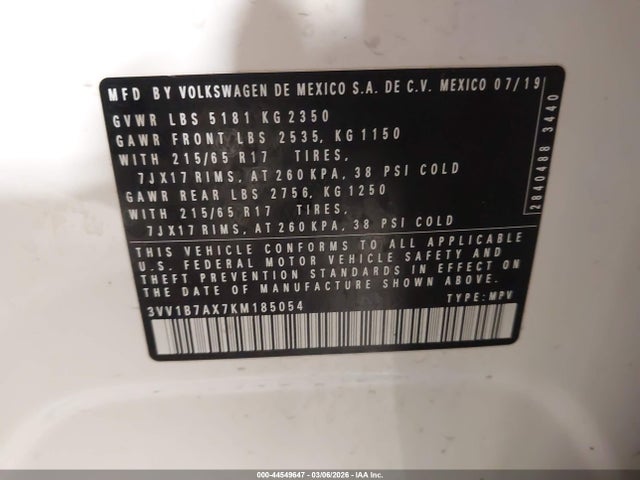 MFD BY VOLKSWAGEN DE MEXICO S.A. DE C.V. MEXICO 07/19
GVWR LBS 5181 KG 2350
GAWR FRONT LBS 2535, KG 1150
WITH 215/65 R17 TIRES,
7JX17 RIMS, AT 260 KPA, 38 PSI COLD
GAWR REAR LBS 2756, KG 1250
WITH 215/65 R17 TIRES,
7JX17 RIMS, AT 260 KPA, 38 PSI COLD
2840488 3440
THIS VEHICLE CONFORMS TO ALL APPLICABLE
U.S. FEDERAL MOTOR VEHICLE SAFETY AND
THEFT PREVENTION STANDARDS IN EFFECT ON
THE DATE OF MANUFACTURE SHOWN ABOVE.
3VV1B7AX7KM185054 TYPE: MPV
000-44549647 - 03/06/2026 - IAA Inc.